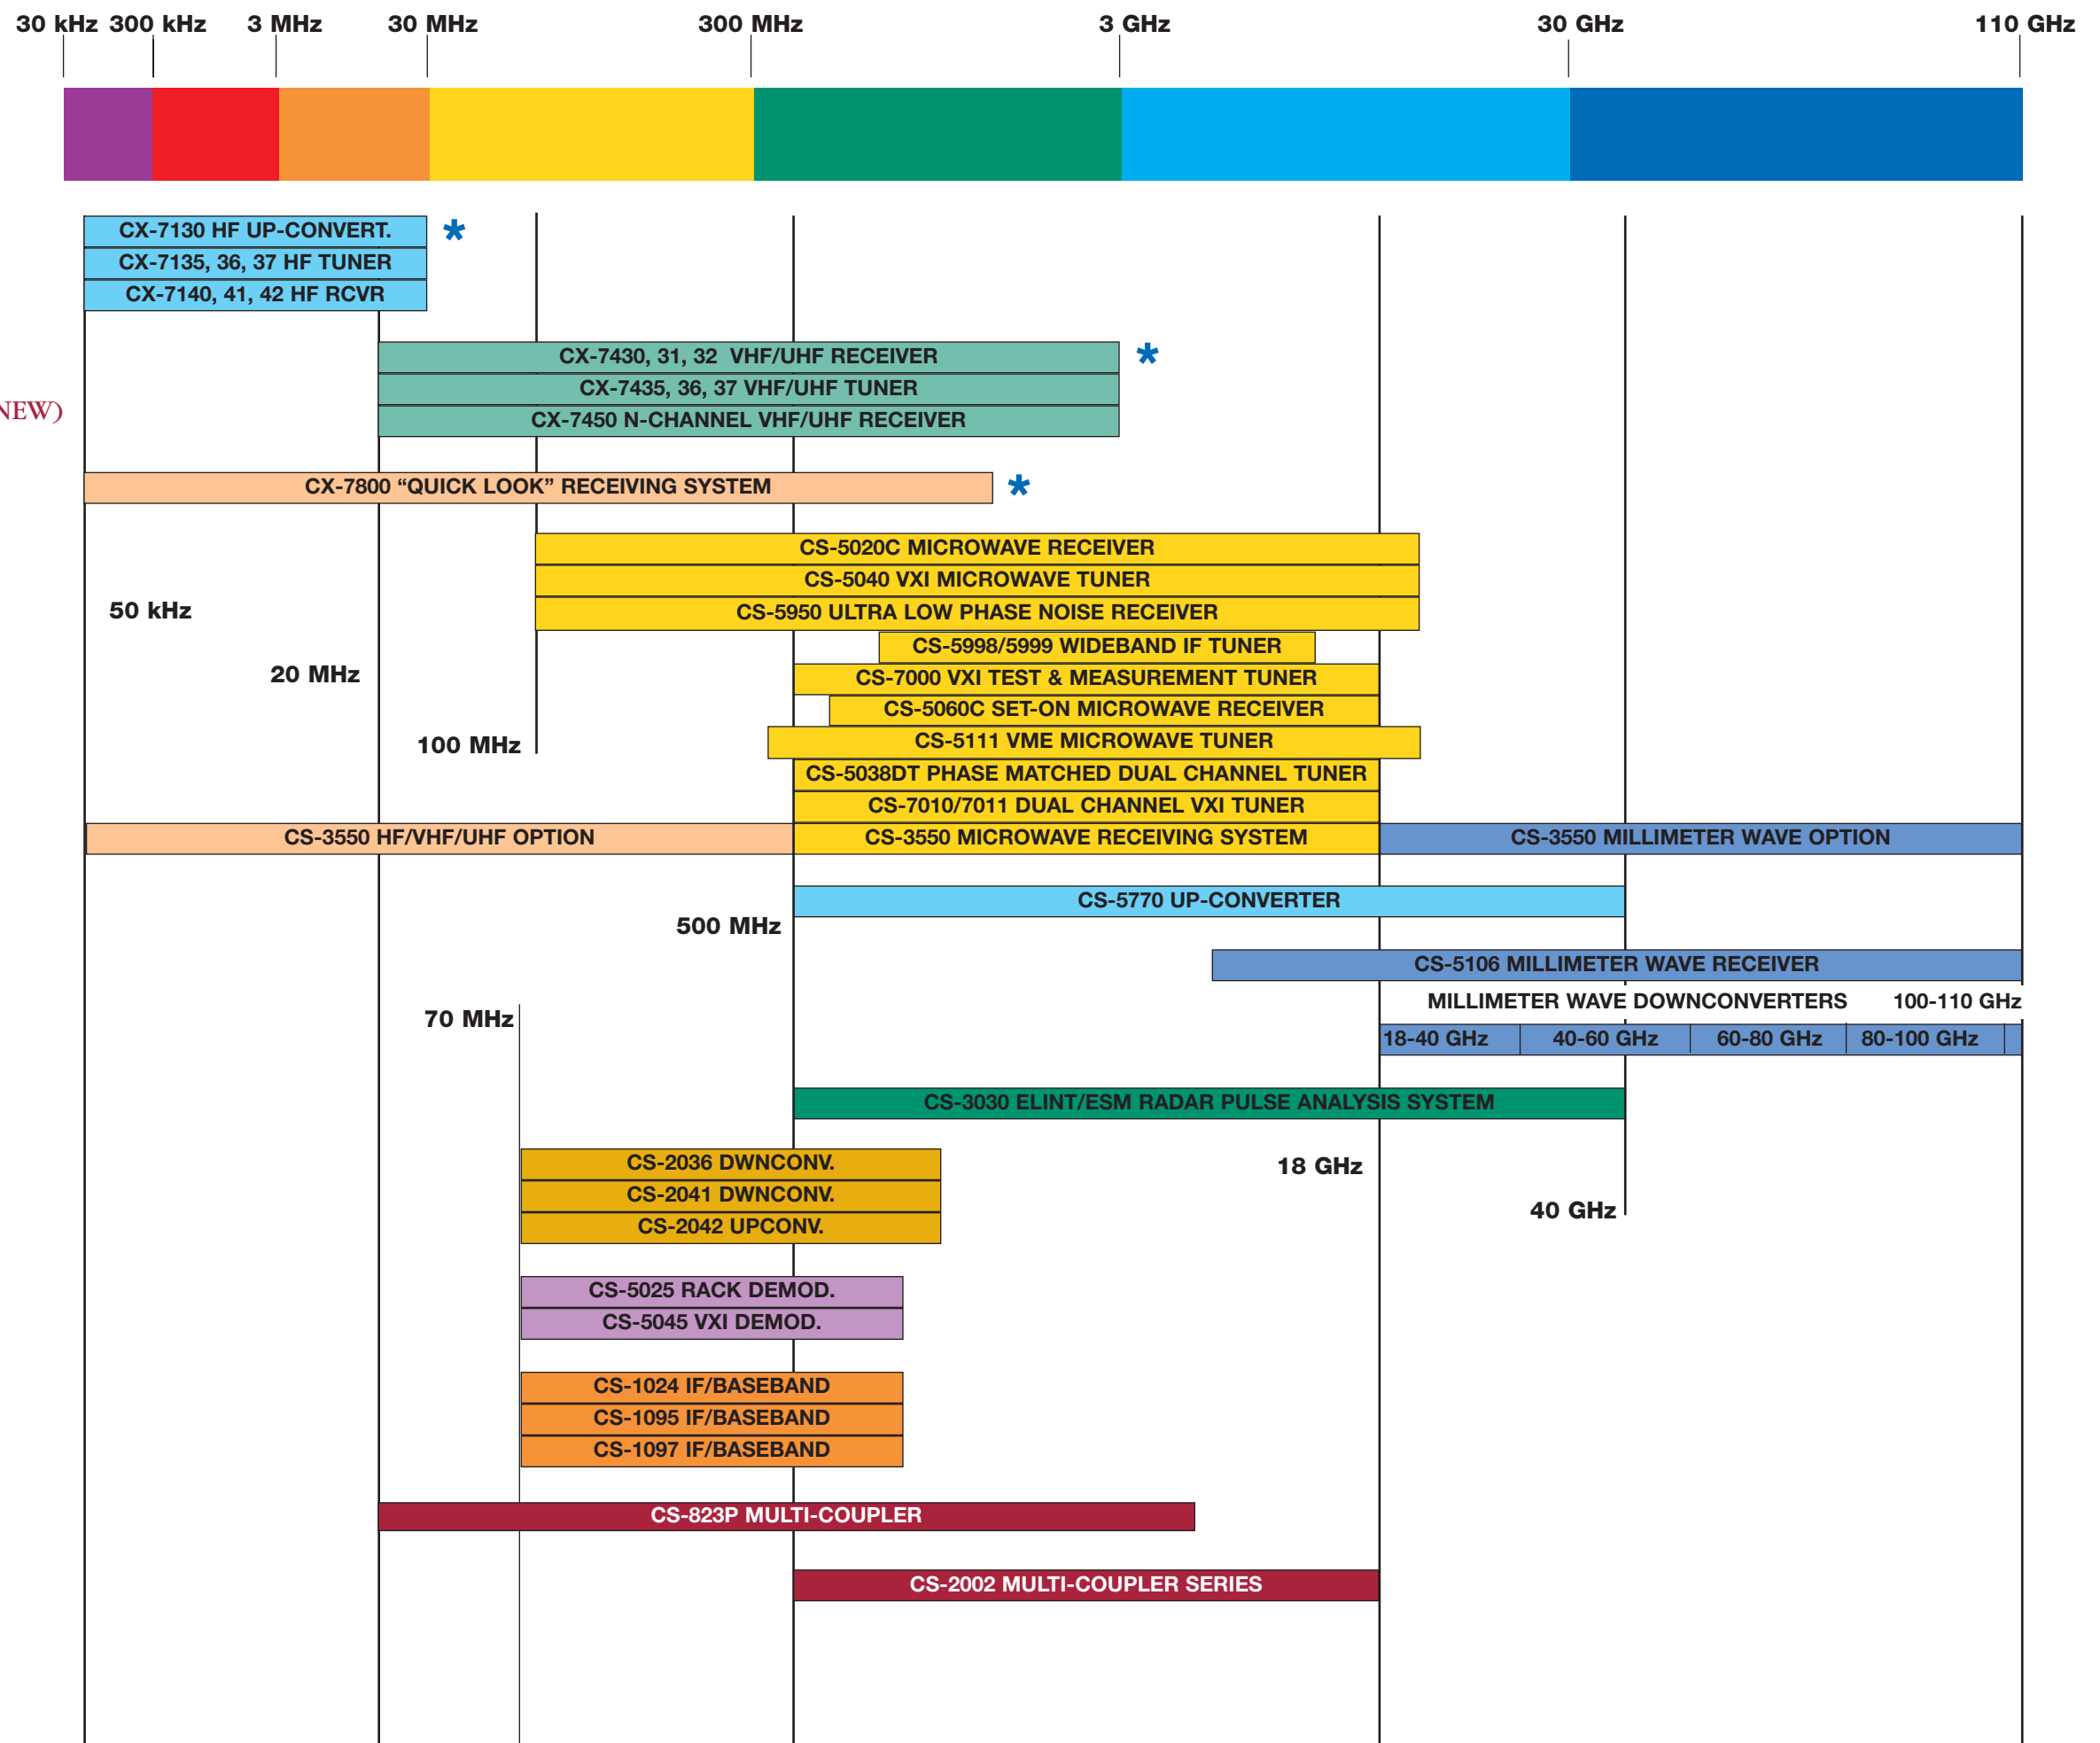 30 kHz 300 kHz 3 MHz 30 MHz 300 MHz 3 GHz 30 GHz 110 GHz
CX-7130 HF UP-CONVERT. *
CX-7135, 36, 37 HF TUNER
CX-7140, 41, 42 HF RCVR
CX-7430, 31, 32 VHF/UHF RECEIVER *
CX-7435, 36, 37 VHF/UHF TUNER
NEW)
CX-7450 N-CHANNEL VHF/UHF RECEIVER
CX-7800 “QUICK LOOK” RECEIVING SYSTEM *
CS-5020C MICROWAVE RECEIVER
CS-5040 VXI MICROWAVE TUNER
50 kHz
CS-5950 ULTRA LOW PHASE NOISE RECEIVER
CS-5998/5999 WIDEBAND IF TUNER
20 MHz
CS-7000 VXI TEST & MEASUREMENT TUNER
CS-5060C SET-ON MICROWAVE RECEIVER
100 MHz
CS-5111 VME MICROWAVE TUNER
CS-5038DT PHASE MATCHED DUAL CHANNEL TUNER
CS-7010/7011 DUAL CHANNEL VXI TUNER
CS-3550 HF/VHF/UHF OPTION CS-3550 MICROWAVE RECEIVING SYSTEM CS-3550 MILLIMETER WAVE OPTION
CS-5770 UP-CONVERTER
500 MHz
CS-5106 MILLIMETER WAVE RECEIVER
MILLIMETER WAVE DOWNCONVERTERS 100-110 GHz
70 MHz
18-40 GHz 40-60 GHz 60-80 GHz 80-100 GHz
CS-3030 ELINT/ESM RADAR PULSE ANALYSIS SYSTEM
CS-2036 DWNCONV.
18 GHz
CS-2041 DWNCONV.
40 GHz
CS-2042 UPCONV.
CS-5025 RACK DEMOD.
CS-5045 VXI DEMOD.
CS-1024 IF/BASEBAND
CS-1095 IF/BASEBAND
CS-1097 IF/BASEBAND
CS-823P MULTI-COUPLER
CS-2002 MULTI-COUPLER SERIES